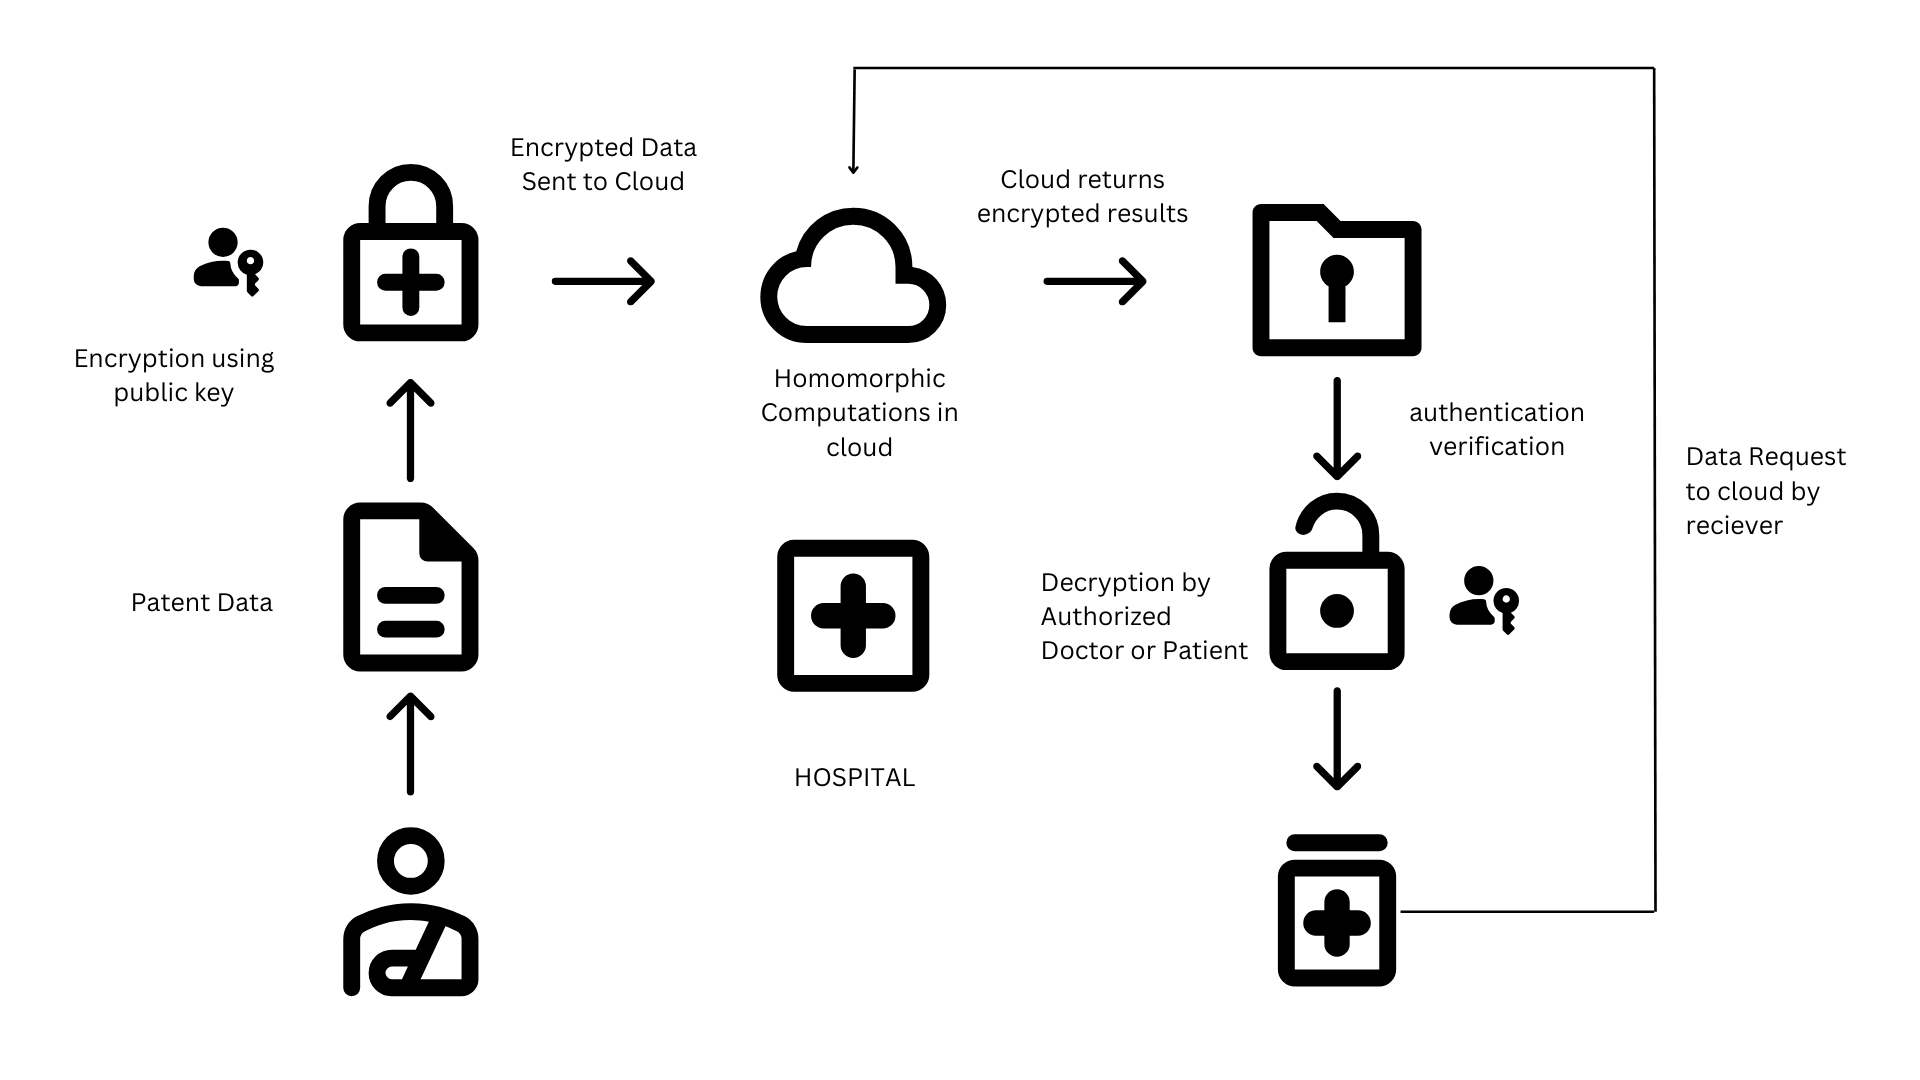 Encrypted Data
Sent to Cloud
Cloud returns
encrypted results
Encryption using
public key
Homomorphic
Computations in
cloud
authentication
verification
Data Request
to cloud by
reciever
Patent Data
Decryption by
Authorized
Doctor or Patient
HOSPITAL